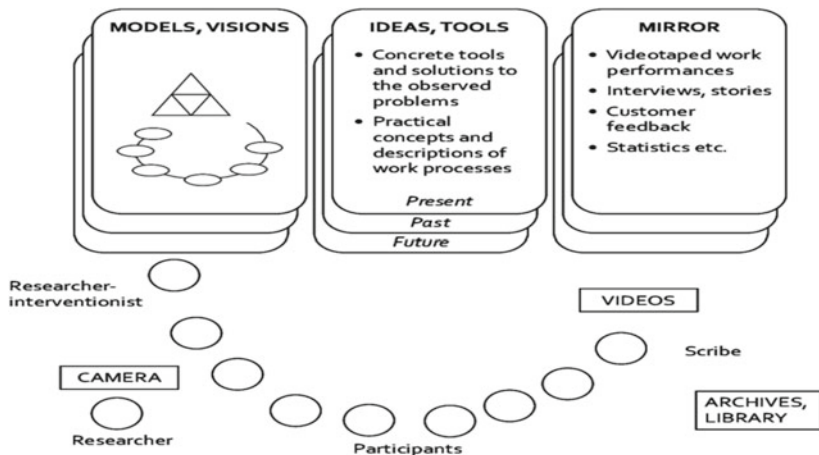 MODELS, VISIONS
IDEAS, TOOLS
• Concrete tools
and solutions to
the observed
problems
• Practical
concepts and
descriptions of
work processes
Present
Past
Future
MIRROR
• Videotaped work
performances
• Interviews, stories
• Customer
feedback
• Statistics etc.
Researcher-
interventionist
VIDEOS
Scribe
CAMERA
ARCHIVES,
LIBRARY
Researcher
Participants